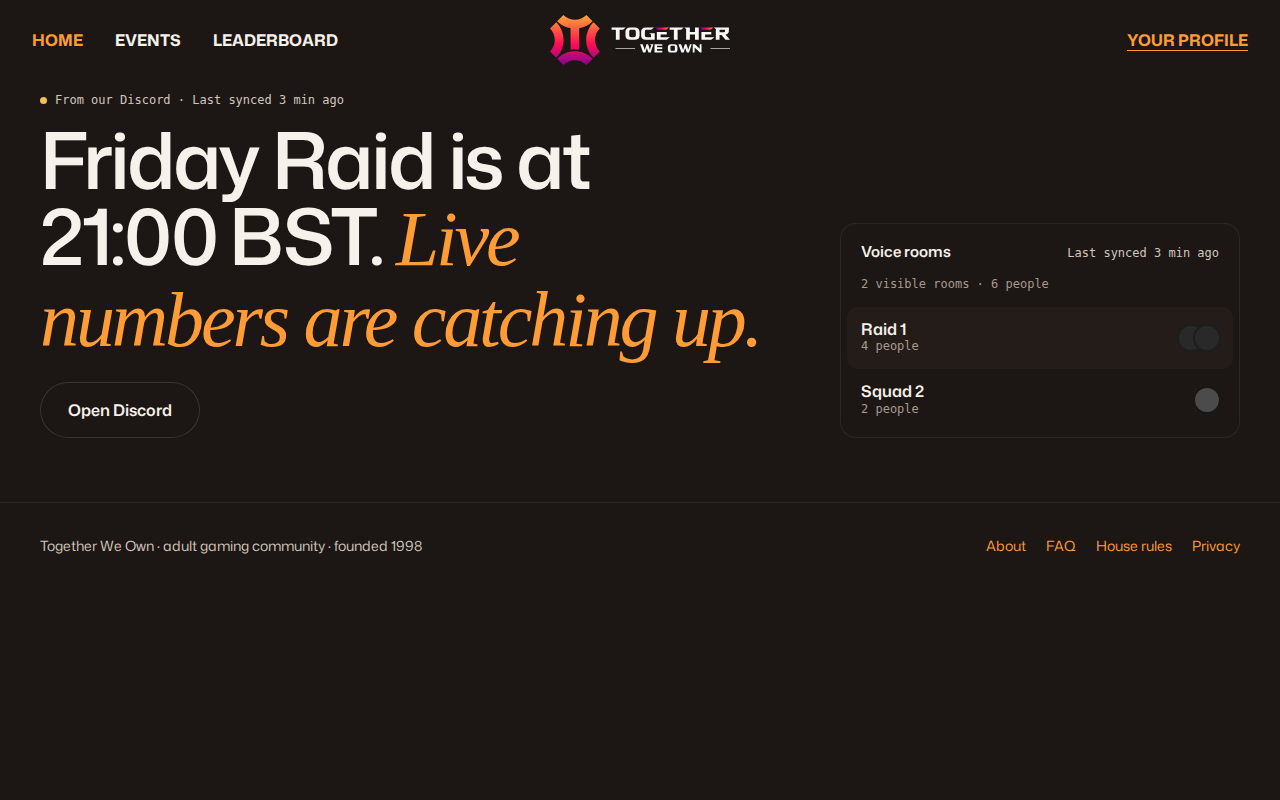 HOME EVENTS LEADERBOARD
TOGETHER
WE OWN
YOUR PROFILE
From our Discord · Last synced 3 min ago
Friday Raid is at
21:00 BST. Live
numbers are catching up.
Open Discord
Voice rooms Last synced 3 min ago
2 visible rooms · 6 people
Raid 1
4 people
Squad 2
2 people
Together We Own · adult gaming community · founded 1998
About FAQ House rules Privacy